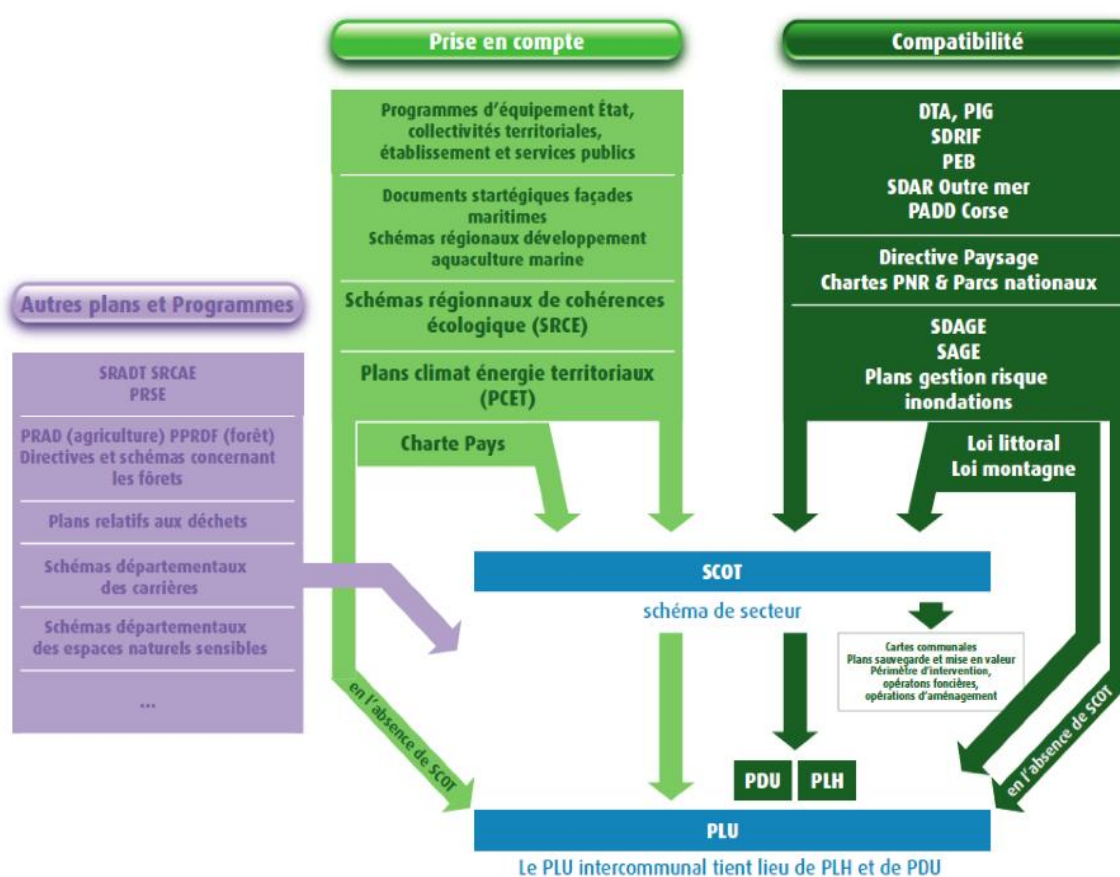 Prise en compte
Programmes d'équipement État,
collectivités territoriales,
établissement et services publics
Documents startégiques façades
maritimes
Schémas régionaux développement
aquaculture marine
Schémas régionnaux de cohérences
écologique (SRCE)
Plans climat énergie territoriaux
(PCET)
Charte Pays
Compatibilité
DTA, PIG
SDRIF
PEB
SDAR Outre mer
PADD Corse
Directive Paysage
Chartes PNR & Parcs nationaux
SDAGE
SAGE
Plans gestion risque
inondations
Loi littoral
Loi montagne
Autres plans et Programmes
SRADT SRCAE
PRSE
PRAD (agriculture) PPRDF (forêt)
Directives et schémas concernant
les fôrets
Plans relatifs aux déchets
Schémas départementaux
des carrières
Schémas départementaux
des espaces naturels sensibles
...
SCOT
schéma de secteur
Cartes communales
Plans sauvegarde et mise en valeur
Périmètre d'intervention,
opératons foncières,
opérations d'aménagement
en l'absence de SCOT
en l'absence de SCOT
PDU
PLH
PLU
Le PLU intercommunal tient lieu de PLH et de PDU